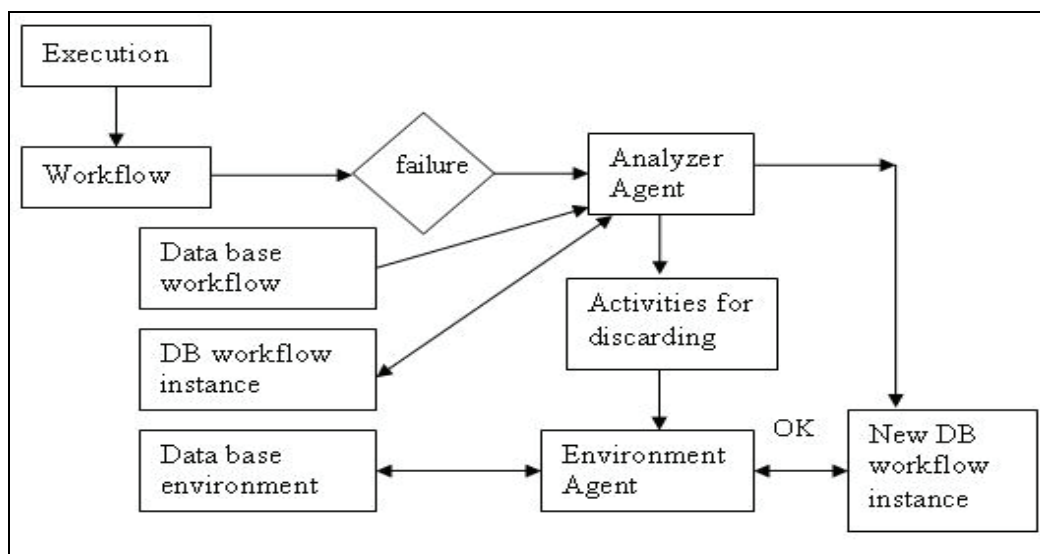 Execution
Workflow
failure
Analyzer
Agent
Data base
workflow
Activities for
discarding
DB workflow
instance
Data base
environment
Environment
Agent
OK
New DB
workflow
instance